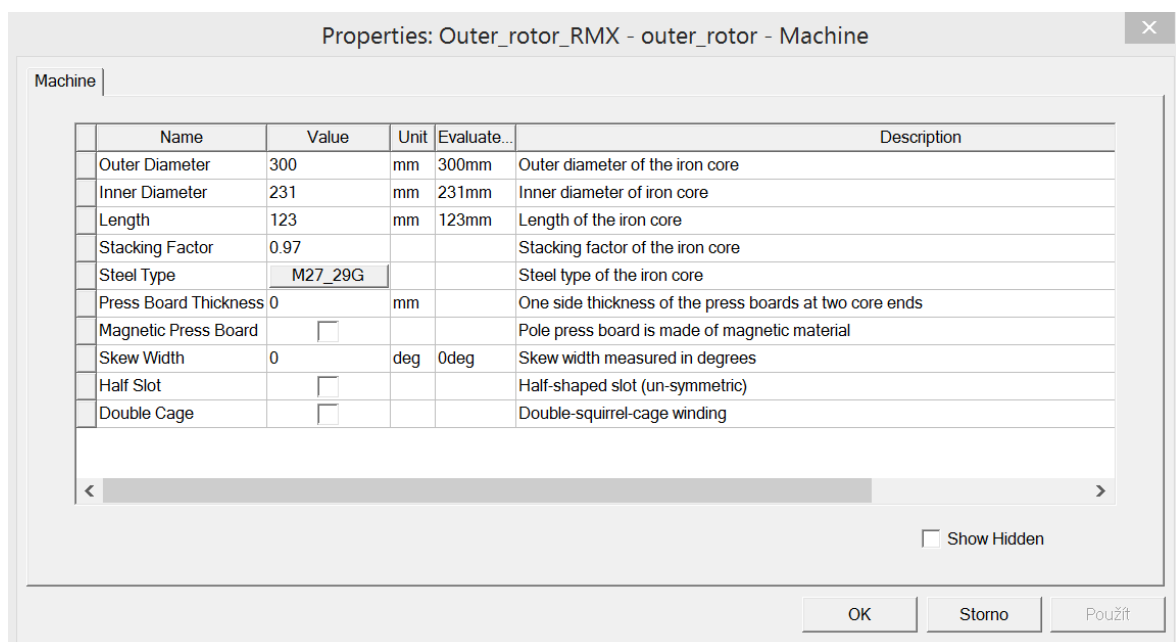 Properties: Outer_rotor_RMX - outer_rotor - Machine
Machine
Name Value Unit Evaluate... Description
Outer Diameter 300 mm 300mm Outer diameter of the iron core
Inner Diameter 231 mm 231mm Inner diameter of iron core
Length 123 mm 123mm Length of the iron core
Stacking Factor 0.97 Stacking factor of the iron core
Steel Type M27_29G Steel type of the iron core
Press Board Thickness 0 mm One side thickness of the press boards at two core ends
Magnetic Press Board Pole press board is made of magnetic material
Skew Width 0 deg 0deg Skew width measured in degrees
Half Slot Half-shaped slot (un-symmetric)
Double Cage Double-squirrel-cage winding
Show Hidden
OK Storno Použít